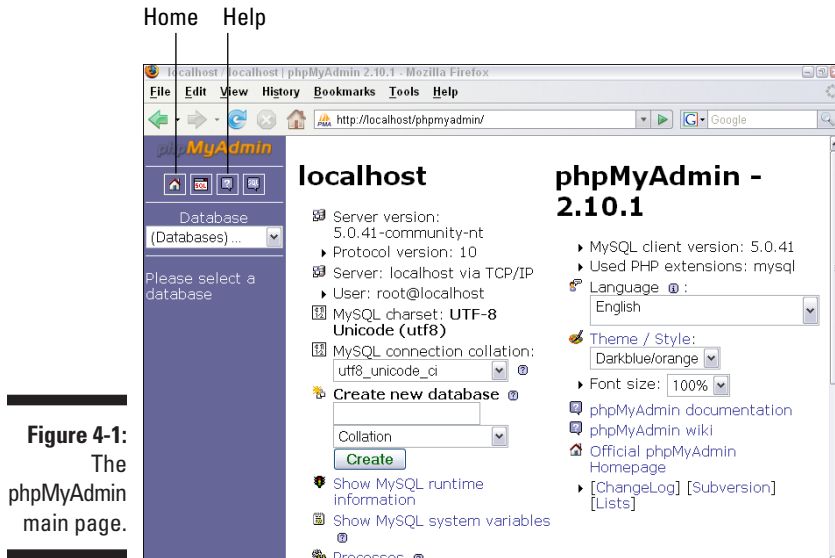 Home Help
localhost / localhost | phpMyAdmin 2.10.1 - Mozilla Firefox
File Edit View History Bookmarks Tools Help
http://localhost/phpmyadmin/
G Google
phpMyAdmin
SQL
Database
(Databases) ...
Please select a
database
localhost
Server version:
5.0.41-community-nt
Protocol version: 10
Server: localhost via TCP/IP
User: root@localhost
MySQL charset: UTF-8
Unicode (utf8)
MySQL connection collation:
utf8_unicode_ci
Create new database
Collation
Create
Show MySQL runtime
information
Show MySQL system variables
Processes
phpMyAdmin -
2.10.1
MySQL client version: 5.0.41
Used PHP extensions: mysql
Language :
English
Theme / Style:
Darkblue/orange
Font size: 100%
phpMyAdmin documentation
phpMyAdmin wiki
Official phpMyAdmin
Homepage
[ChangeLog] [Subversion]
[Lists]
Figure 4-1:
The
phpMyAdmin
main page.